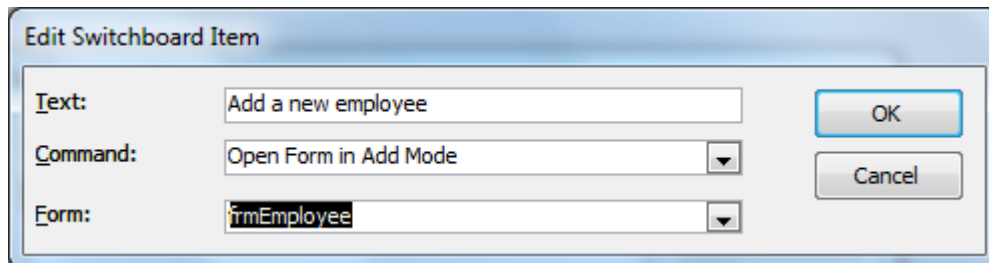 Edit Switchboard Item
Text: Add a new employee OK
Command: Open Form in Add Mode Cancel
Form: frmEmployee